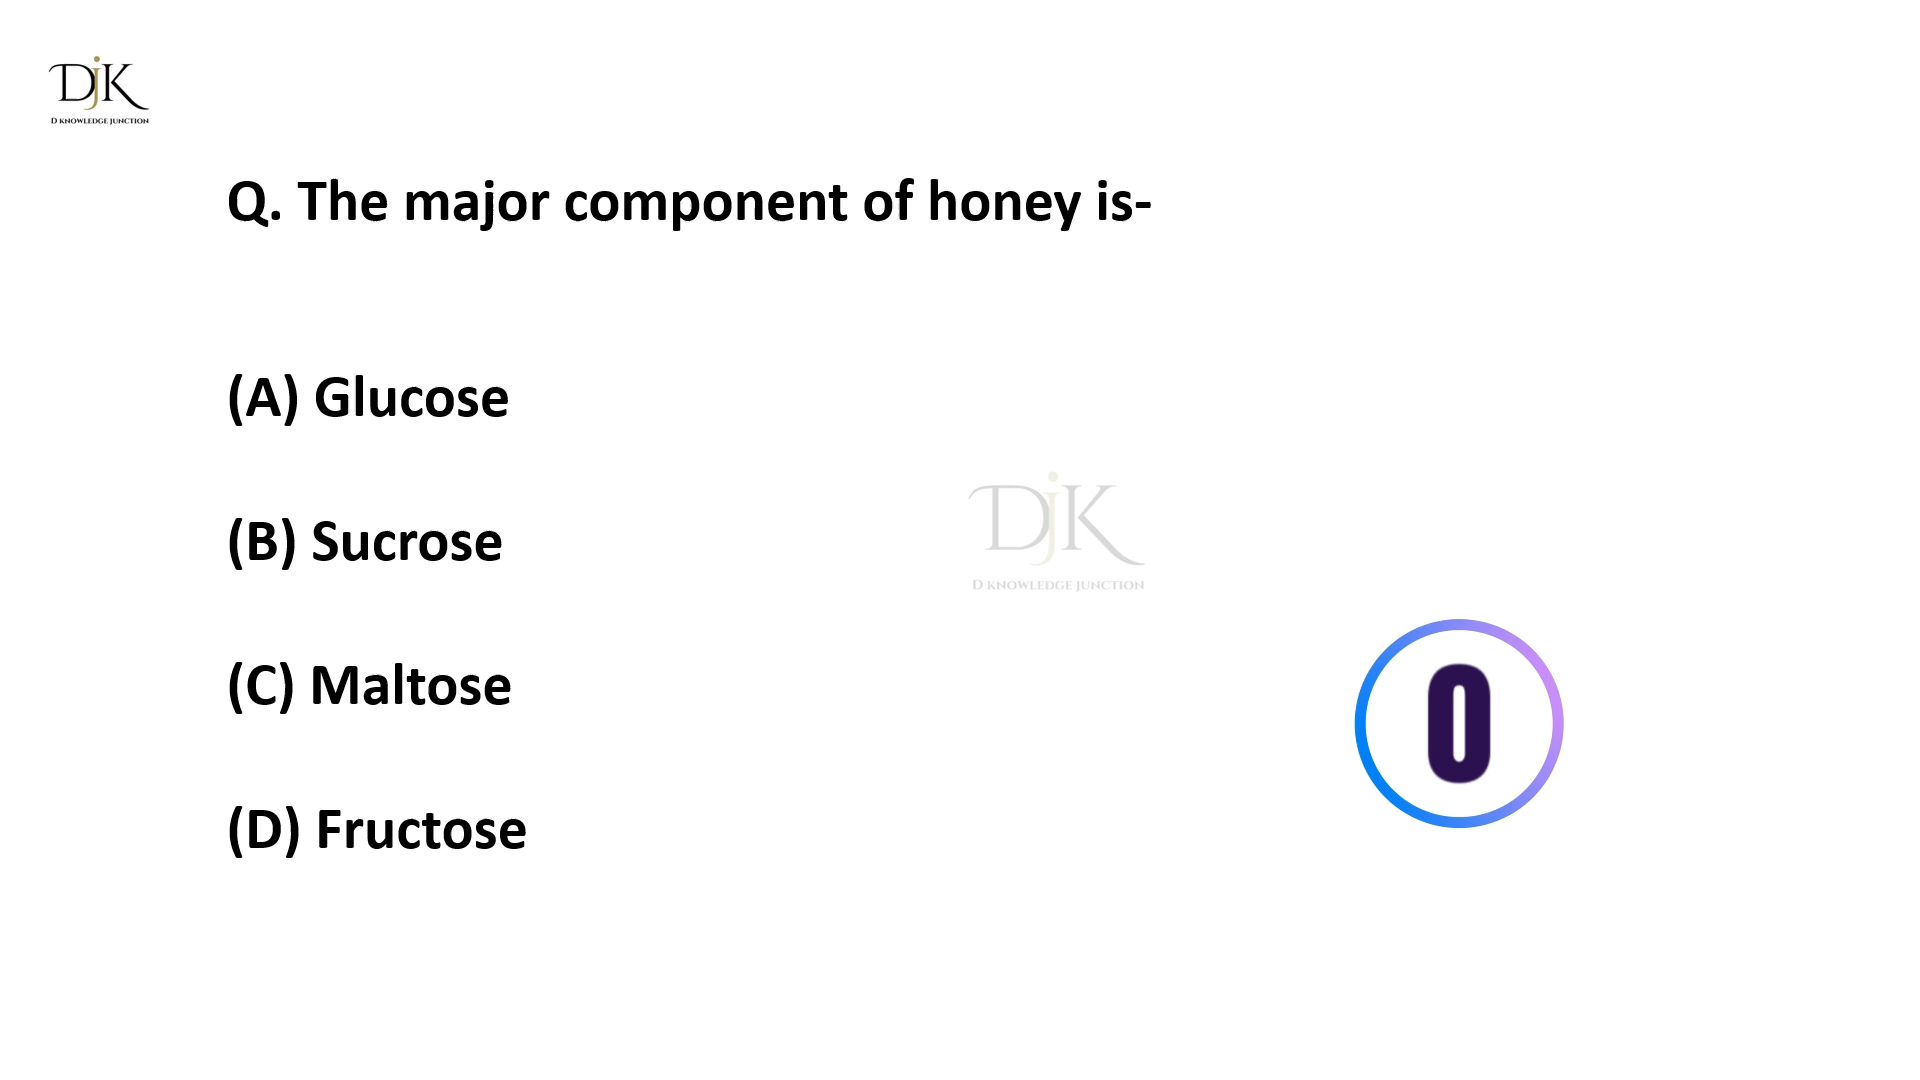 DjK
D KNOWLEDGE JUNCTION
Q. The major component of honey is-
(A) Glucose
(B) Sucrose
DjK
D KNOWLEDGE JUNCTION
(C) Maltose
0
(D) Fructose